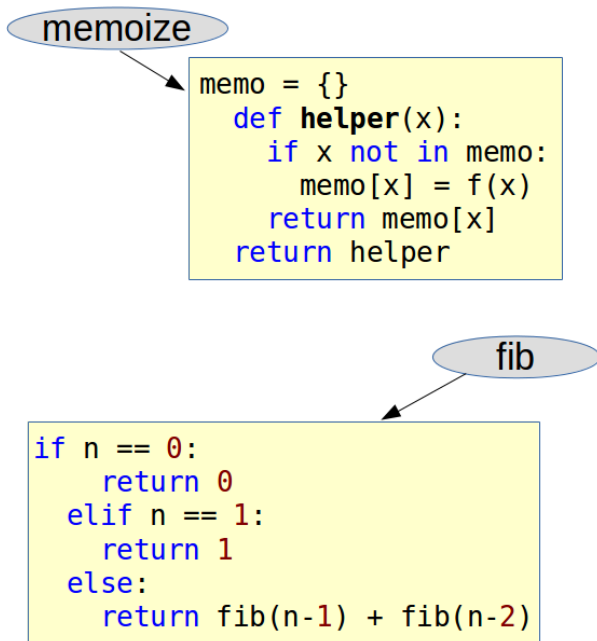 memoize
memo = {}
  def helper(x):
    if x not in memo:
      memo[x] = f(x)
    return memo[x]
  return helper
fib
if n == 0:
    return 0
  elif n == 1:
    return 1
  else:
    return fib(n-1) + fib(n-2)